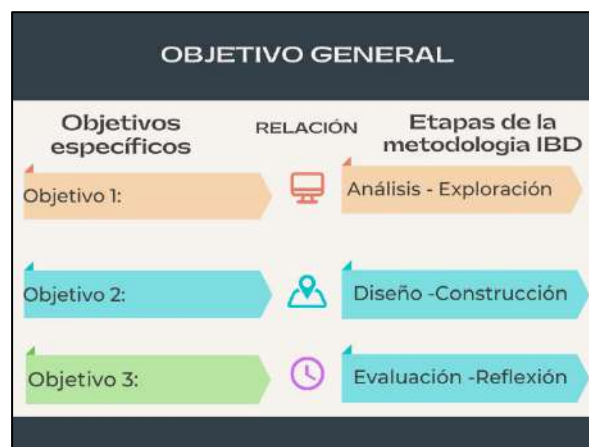 OBJETIVO GENERAL
Objetivos
específicos
RELACIÓN
Etapas de la
metodologia IBD
Objetivo 1:
Análisis - Exploración
Objetivo 2:
Diseño -Construcción
Objetivo 3:
Evaluación -Reflexión